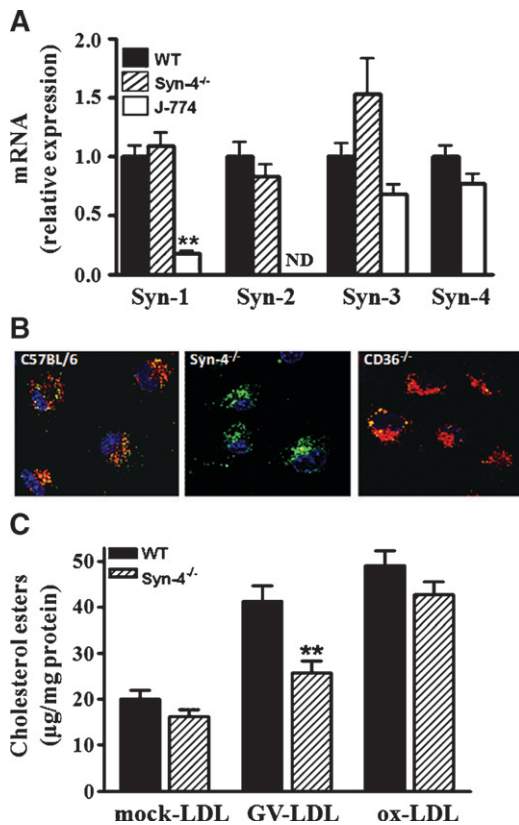 A
mRNA
(relative expression)
2.0
1.5
1.0
0.5
0.0
WT
Syn-4-/-
J-774
**
ND
Syn-1 Syn-2 Syn-3 Syn-4
B
C57BL/6 Syn-4-/- CD36-/-
C
Cholesterol esters
(µg/mg protein)
50
40
30
20
10
0
WT
Syn-4-/-
**
mock-LDL GV-LDL ox-LDL